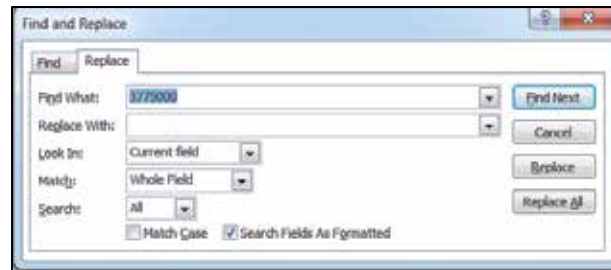 Find and Replace
Find Replace
Find What: 3775000 Find Next
Replace With: Cancel
Look In: Current field
Match: Whole Field Replace
Search: All Replace All
Match Case Search Fields As Formatted